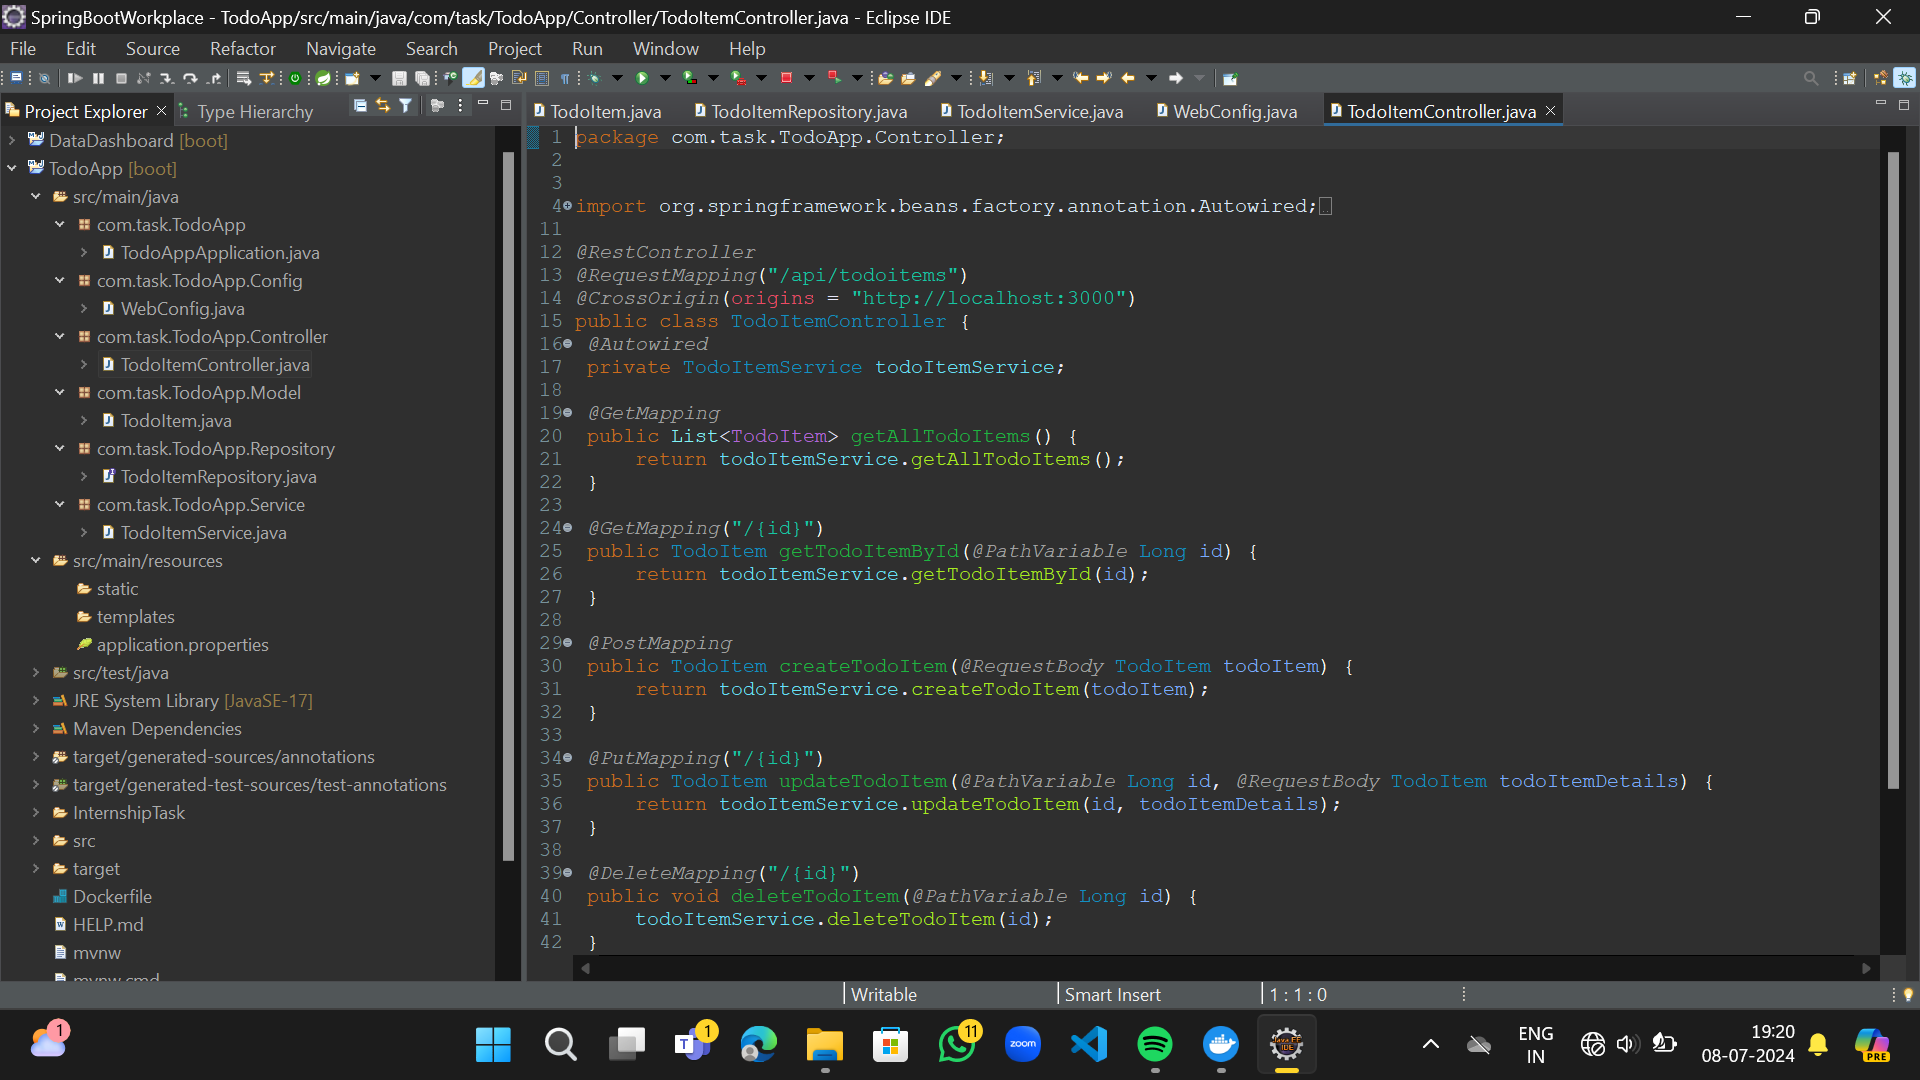 SpringBootWorkplace - TodoApp/src/main/java/com/task/TodoApp/Controller/TodoItemController.java - Eclipse IDE
File Edit Source Refactor Navigate Search Project Run Window Help
Project Explorer Type Hierarchy
DataDashboard [boot]
TodoApp [boot]
src/main/java
com.task.TodoApp
TodoAppApplication.java
com.task.TodoApp.Config
WebConfig.java
com.task.TodoApp.Controller
TodoItemController.java
com.task.TodoApp.Model
TodoItem.java
com.task.TodoApp.Repository
TodoItemRepository.java
com.task.TodoApp.Service
TodoItemService.java
src/main/resources
static
templates
application.properties
src/test/java
JRE System Library [JavaSE-17]
Maven Dependencies
target/generated-sources/annotations
target/generated-test-sources/test-annotations
InternshipTask
src
target
Dockerfile
HELP.md
mvnw
mvnw.cmd
TodoItem.java TodoItemRepository.java TodoItemService.java WebConfig.java TodoItemController.java
1 package com.task.TodoApp.Controller;
2
3
4 import org.springframework.beans.factory.annotation.Autowired;
11
12 @RestController
13 @RequestMapping("/api/todoitems")
14 @CrossOrigin(origins = "http://localhost:3000")
15 public class TodoItemController {
16 @Autowired
17 private TodoItemService todoItemService;
18
19 @GetMapping
20 public List<TodoItem> getAllTodoItems() {
21 return todoItemService.getAllTodoItems();
22 }
23
24 @GetMapping("/{id}")
25 public TodoItem getTodoItemById(@PathVariable Long id) {
26 return todoItemService.getTodoItemById(id);
27 }
28
29 @PostMapping
30 public TodoItem createTodoItem(@RequestBody TodoItem todoItem) {
31 return todoItemService.createTodoItem(todoItem);
32 }
33
34 @PutMapping("/{id}")
35 public TodoItem updateTodoItem(@PathVariable Long id, @RequestBody TodoItem todoItemDetails) {
36 return todoItemService.updateTodoItem(id, todoItemDetails);
37 }
38
39 @DeleteMapping("/{id}")
40 public void deleteTodoItem(@PathVariable Long id) {
41 todoItemService.deleteTodoItem(id);
42 }
Writable Smart Insert 1 : 1 : 0
1
1
11
zoom
Java EE IDE
ENG
IN
19:20
08-07-2024
PRE